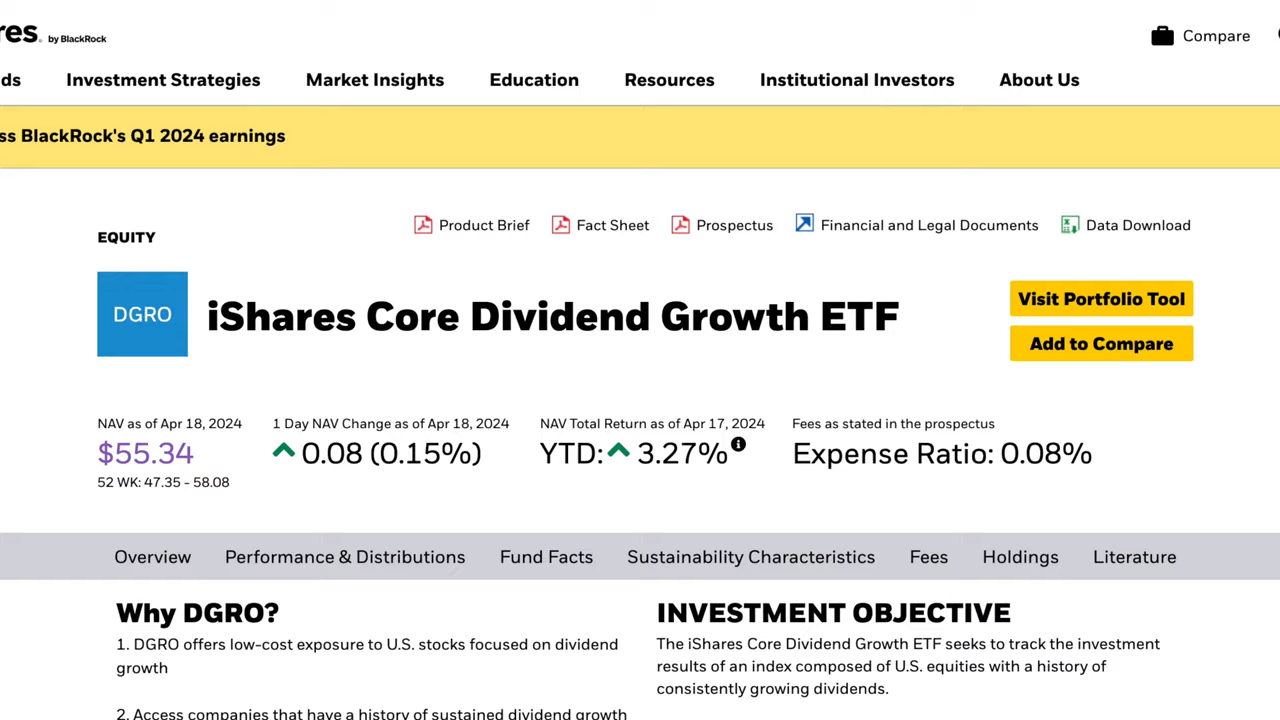 res. by BlackRock
Compare
ds Investment Strategies Market Insights Education Resources Institutional Investors About Us
ss BlackRock's Q1 2024 earnings
Product Brief Fact Sheet Prospectus Financial and Legal Documents Data Download
EQUITY
DGRO iShares Core Dividend Growth ETF
Visit Portfolio Tool
Add to Compare
NAV as of Apr 18, 2024
$55.34
52 WK: 47.35 - 58.08
1 Day NAV Change as of Apr 18, 2024
0.08 (0.15%)
NAV Total Return as of Apr 17, 2024
YTD: 3.27%
Fees as stated in the prospectus
Expense Ratio: 0.08%
Overview Performance & Distributions Fund Facts Sustainability Characteristics Fees Holdings Literature
Why DGRO?
1. DGRO offers low-cost exposure to U.S. stocks focused on dividend
growth
2. Access companies that have a history of sustained dividend growth
INVESTMENT OBJECTIVE
The iShares Core Dividend Growth ETF seeks to track the investment
results of an index composed of U.S. equities with a history of
consistently growing dividends.